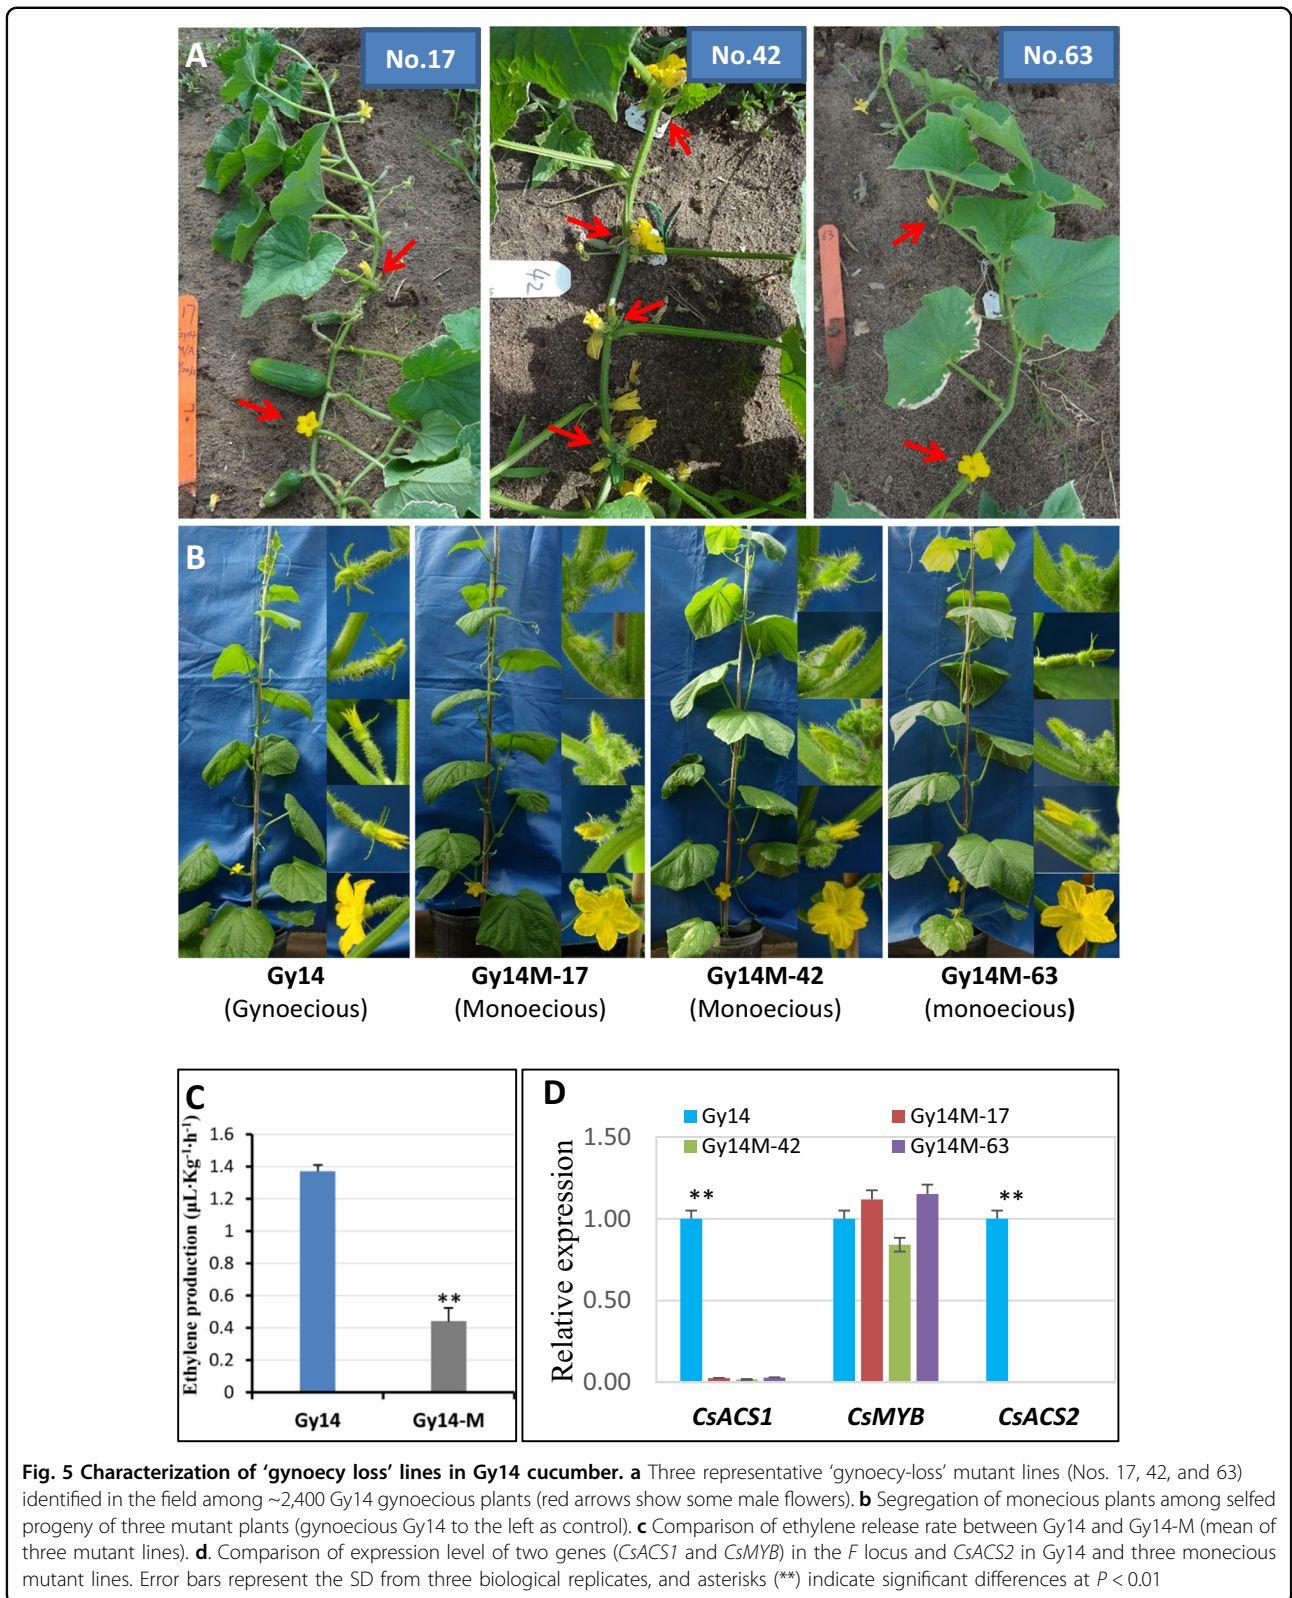 A
No.17
No.42
No.63
17
42
63
B
Gy14
(Gynoecious)
Gy14M-17
(Monoecious)
Gy14M-42
(Monoecious)
Gy14M-63
(monoecious)
C
Ethylene production (µL·Kg⁻¹·h⁻¹)
1.6
1.4
1.2
1
0.8
0.6
0.4
0.2
0
**
Gy14
Gy14-M
D
Gy14
Gy14M-17
Gy14M-42
Gy14M-63
Relative expression
1.50
1.00
0.50
0.00
**
**
CsACS1
CsMYB
CsACS2
Fig. 5 Characterization of ‘gynoecy loss’ lines in Gy14 cucumber. a Three representative ‘gynoecy-loss’ mutant lines (Nos. 17, 42, and 63)
identified in the field among ~2,400 Gy14 gynoecious plants (red arrows show some male flowers). b Segregation of monecious plants among selfed
progeny of three mutant plants (gynoecious Gy14 to the left as control). c Comparison of ethylene release rate between Gy14 and Gy14-M (mean of
three mutant lines). d. Comparison of expression level of two genes (CsACS1 and CsMYB) in the F locus and CsACS2 in Gy14 and three monecious
mutant lines. Error bars represent the SD from three biological replicates, and asterisks (**) indicate significant differences at P < 0.01